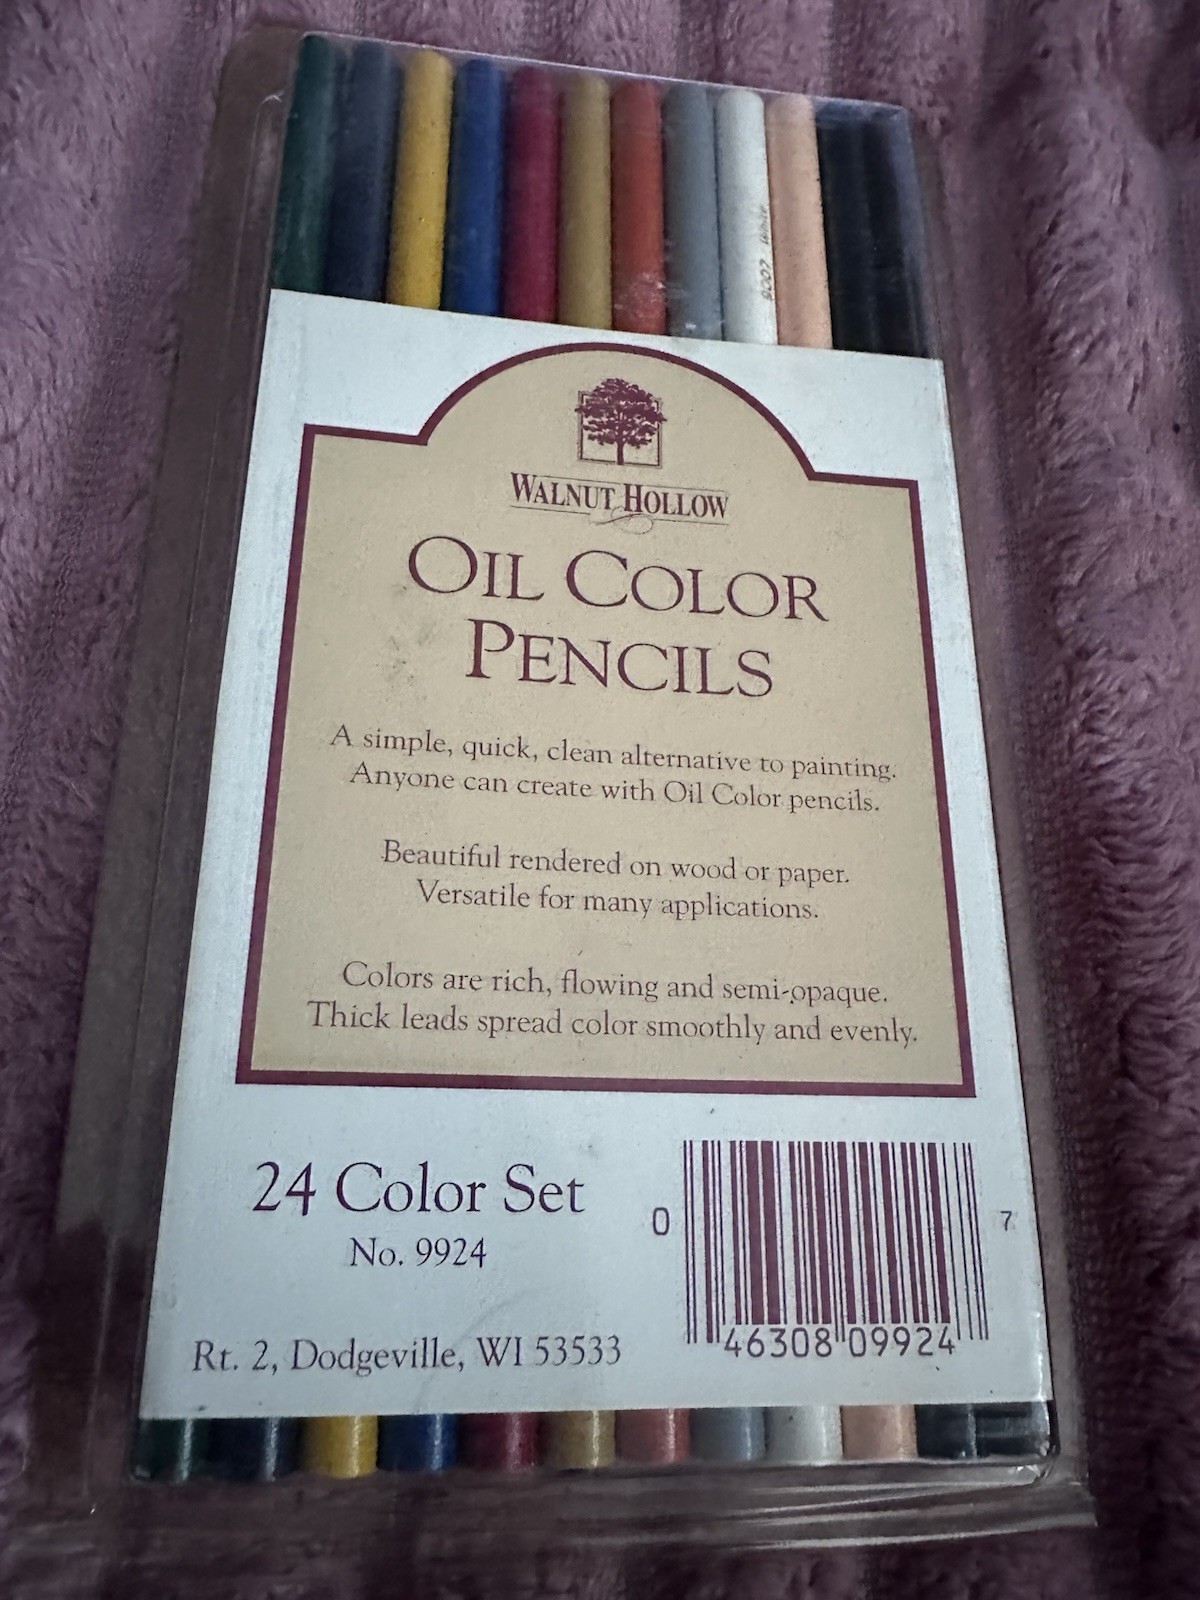 9007 White
WALNUT HOLLOW
OIL COLOR
PENCILS
A simple, quick, clean alternative to painting.
Anyone can create with Oil Color pencils.
Beautiful rendered on wood or paper.
Versatile for many applications.
Colors are rich, flowing and semi-opaque.
Thick leads spread color smoothly and evenly.
24 Color Set
No. 9924
Rt. 2, Dodgeville, WI 53533
0 46308 09924 7